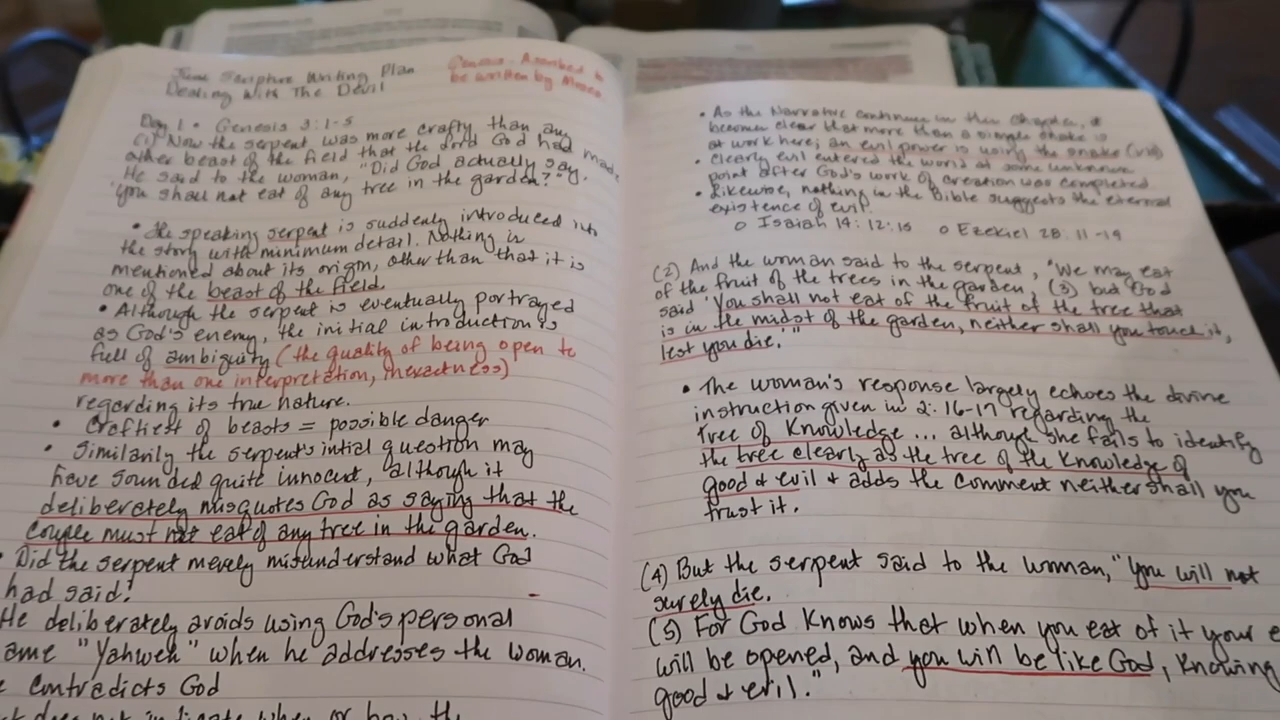 June Scripture Writing Plan
Dealing With The Devil
Genesis - Ascribed to
be written by Moses
Day 1 • Genesis 3:1-5
(1) Now the serpent was more crafty than any
other beast of the field that the Lord God had made
He said to the woman, "Did God actually say,
'you shall not eat of any tree in the garden?"
• the speaking serpent is suddenly introduced into
the story with minimum detail. Nothing is
mentioned about its origin, other than that it is
one of the beast of the field.
• Although the serpent is eventually portrayed
as God's enemy, the initial introduction is
full of ambiguity (the quality of being open to
more than one interpretation, inexactness)
regarding its true nature.
• Craftiest of beasts = possible danger
• Similarily the serpent's intial question may
have sounded quite innocent, although it
deliberately misquotes God as saying that the
couple must not eat of any tree in the garden.
• Did the serpent merely misunderstand what God
had said?
He deliberately avoids using God's personal
ame "Yahweh" when he addresses the woman.
contradicts God
does not indicate when or how the
• As the Narrative continues in the chapter, it
becomes clear that more than a simple snake is
at work here; an evil power is using the snake
• Clearly evil entered the world at some unknown
point after God's work of creation was completed
• Likewise, nothing in the Bible suggests the eternal
existence of evil.
o Isaiah 14:12-15 o Ezekiel 28:11-19
(2) And the woman said to the serpent, "We may eat
of the fruit of the trees in the garden, (3) but God
said 'You shall not eat of the fruit of the tree that
is in the midst of the garden, neither shall you touch it,
lest you die.'"
• The woman's response largely echoes the divine
instruction given in 2:16-17 regarding the
Tree of Knowledge ... although she fails to identify
the tree clearly as the tree of the Knowledge of
good & evil & adds the comment neither shall you
trust it.
(4) But the serpent said to the woman, "You will not
surely die.
(5) For God knows that when you eat of it your e
will be opened, and you will be like God, knowing
good & evil."